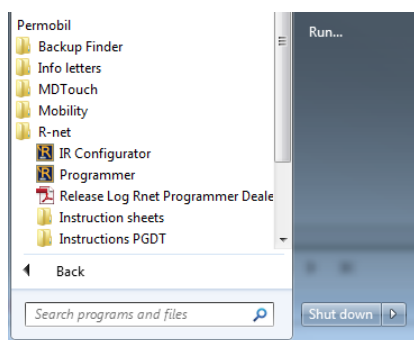 Permobil
Backup Finder
Info letters
MDTouch
Mobility
R-net
IR Configurator
Programmer
Release Log Rnet Programmer Deale
Instruction sheets
Instructions PGDT
Back
Search programs and files
Run...
Shut down